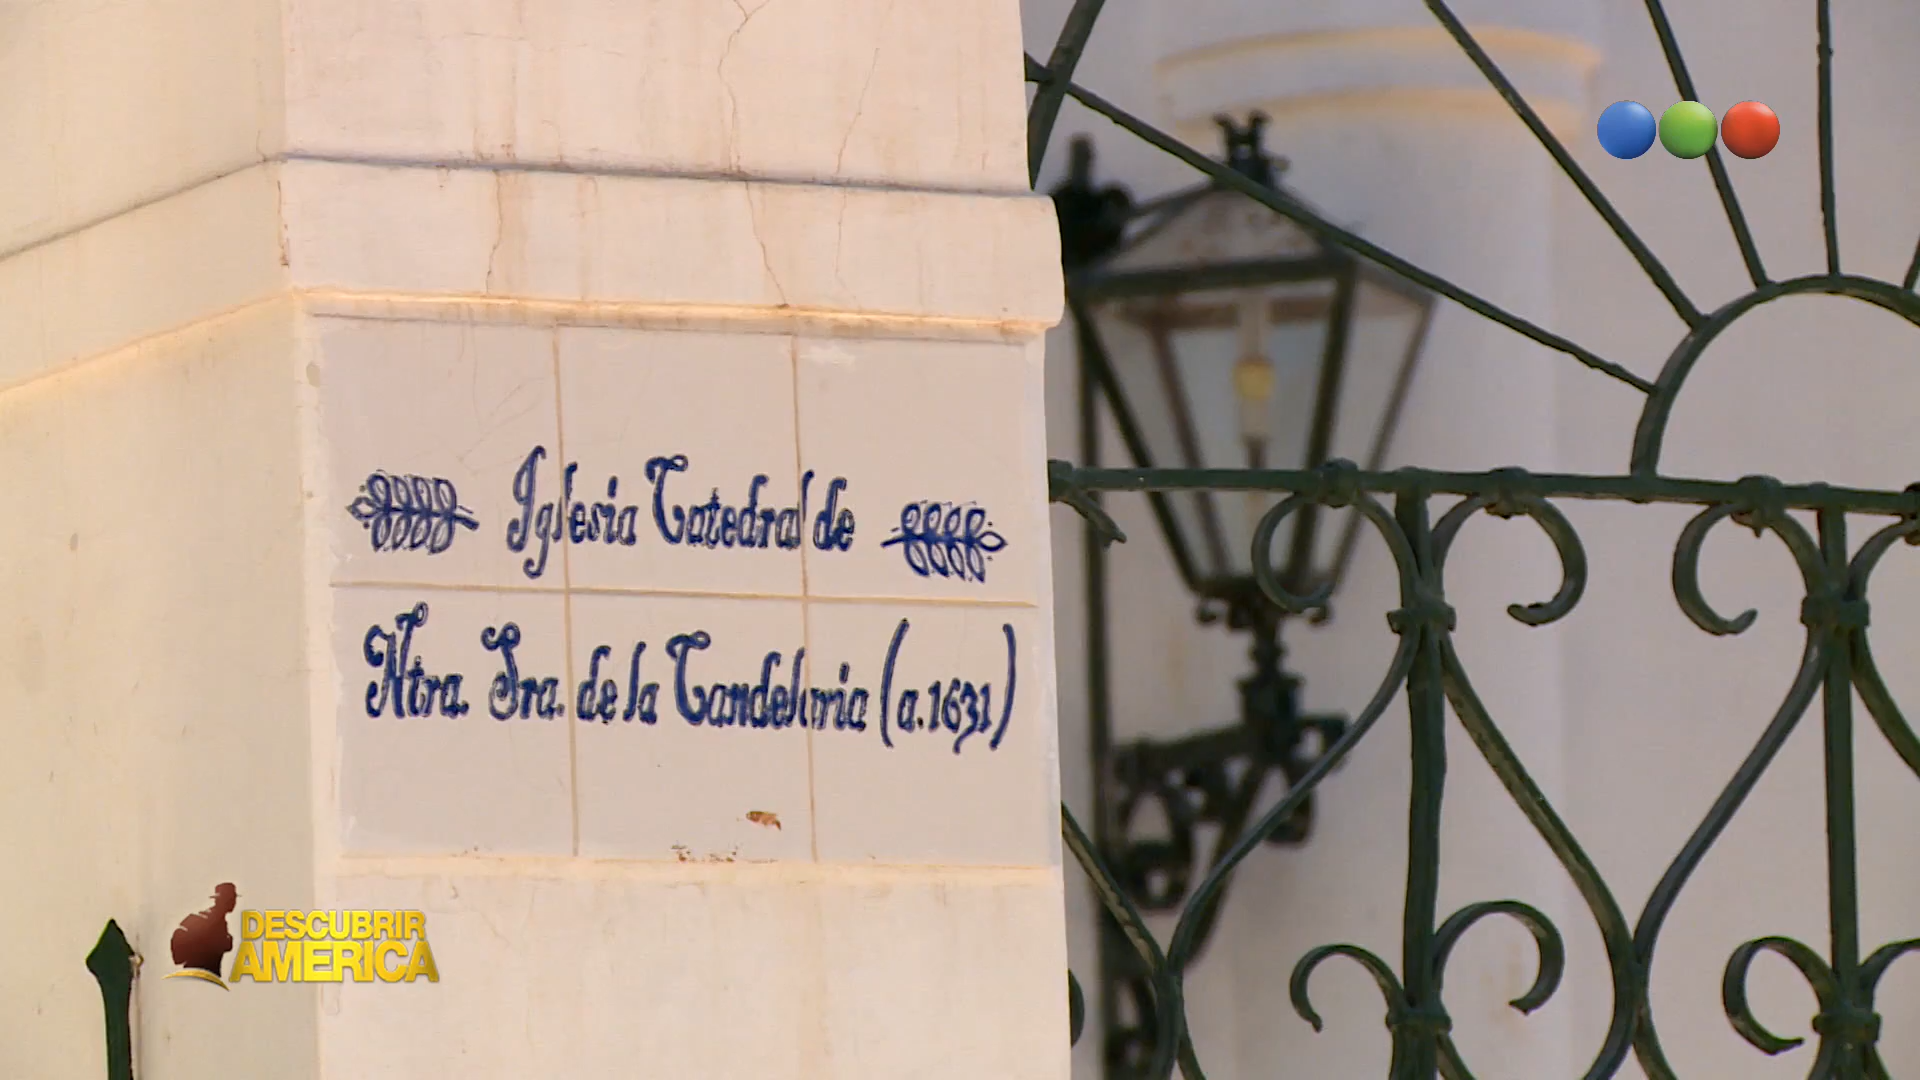 Iglesia Catedral de
Ntra. Sra. de la Candelaria (a.1631)
DESCUBRIR
AMERICA